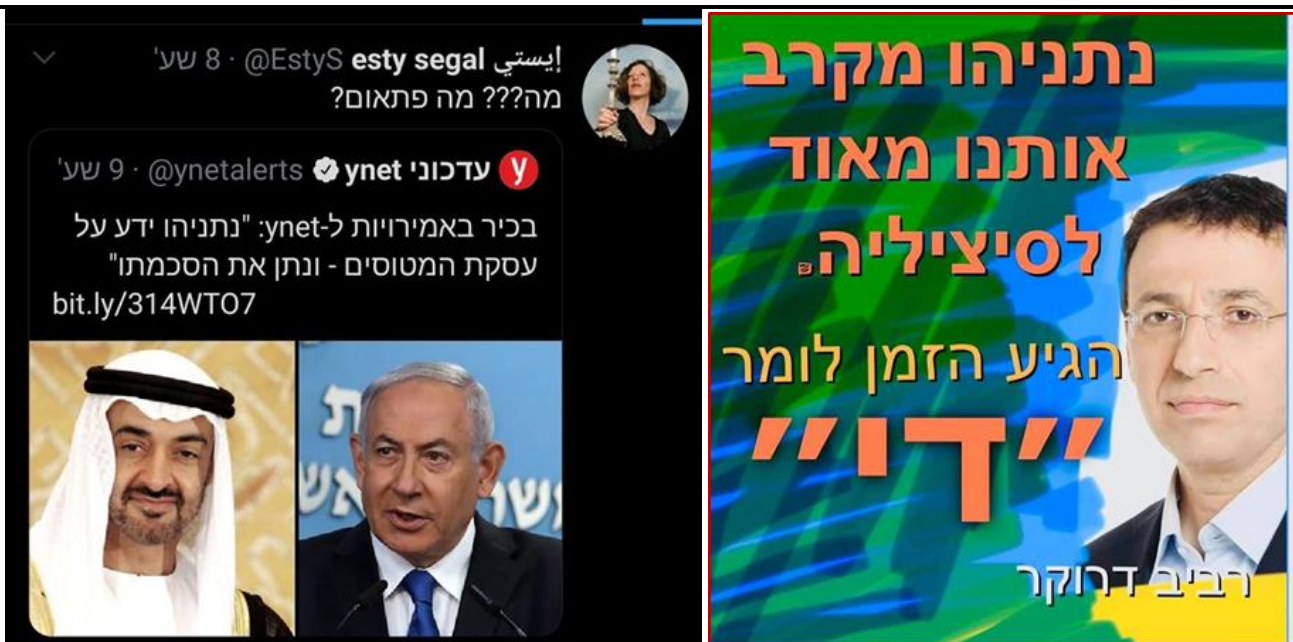 إيستي esty segal @EstyS · 8 שע'
מה??? מה פתאום?
עדכוני ynet @ynetalerts · 9 שע'
בכיר באמירויות ל-ynet: "נתניהו ידע על
עסקת המטוסים - ונתן את הסכמתו"
bit.ly/314WTO7
נתניהו מקרב
אותנו מאוד
לסיציליה.
הגיע הזמן לומר
"די"
רביב דרוקר